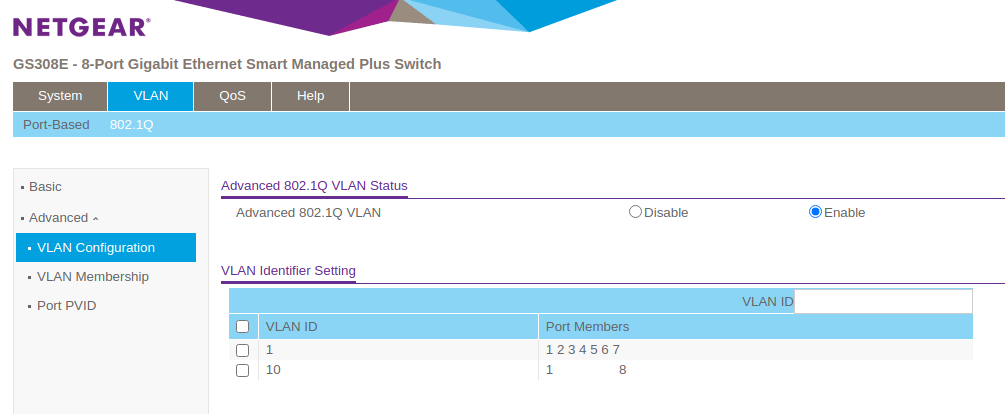 NETGEAR®
GS308E - 8-Port Gigabit Ethernet Smart Managed Plus Switch
System VLAN QoS Help
Port-Based 802.1Q
Basic
Advanced
VLAN Configuration
VLAN Membership
Port PVID
Advanced 802.1Q VLAN Status
Advanced 802.1Q VLAN Disable Enable
VLAN Identifier Setting
VLAN ID
VLAN ID Port Members
1 1 2 3 4 5 6 7
10 1 8